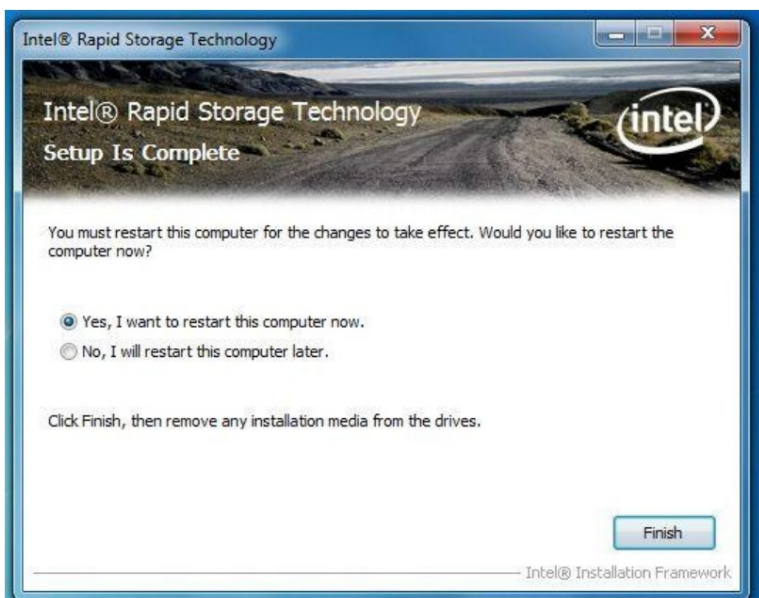 Intel® Rapid Storage Technology
Intel® Rapid Storage Technology
Setup Is Complete
intel
You must restart this computer for the changes to take effect. Would you like to restart the
computer now?
Yes, I want to restart this computer now.
No, I will restart this computer later.
Click Finish, then remove any installation media from the drives.
Finish
Intel® Installation Framework